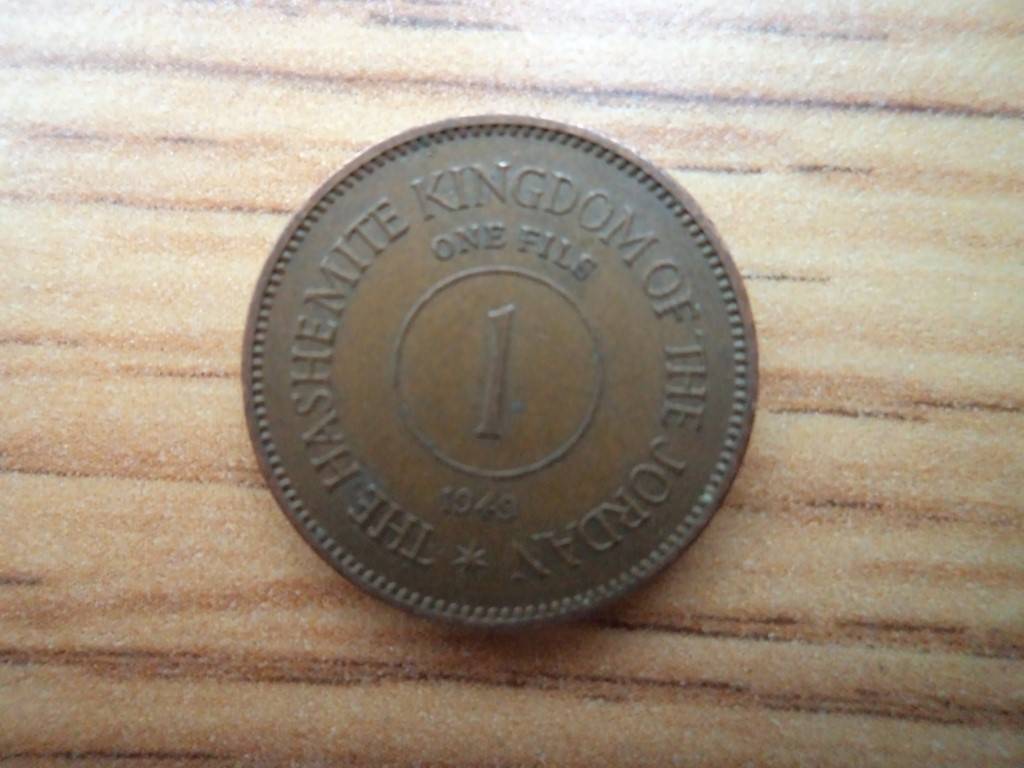 THE HASHEMITE KINGDOM OF THE JORDAN
ONE FILS
1
1949